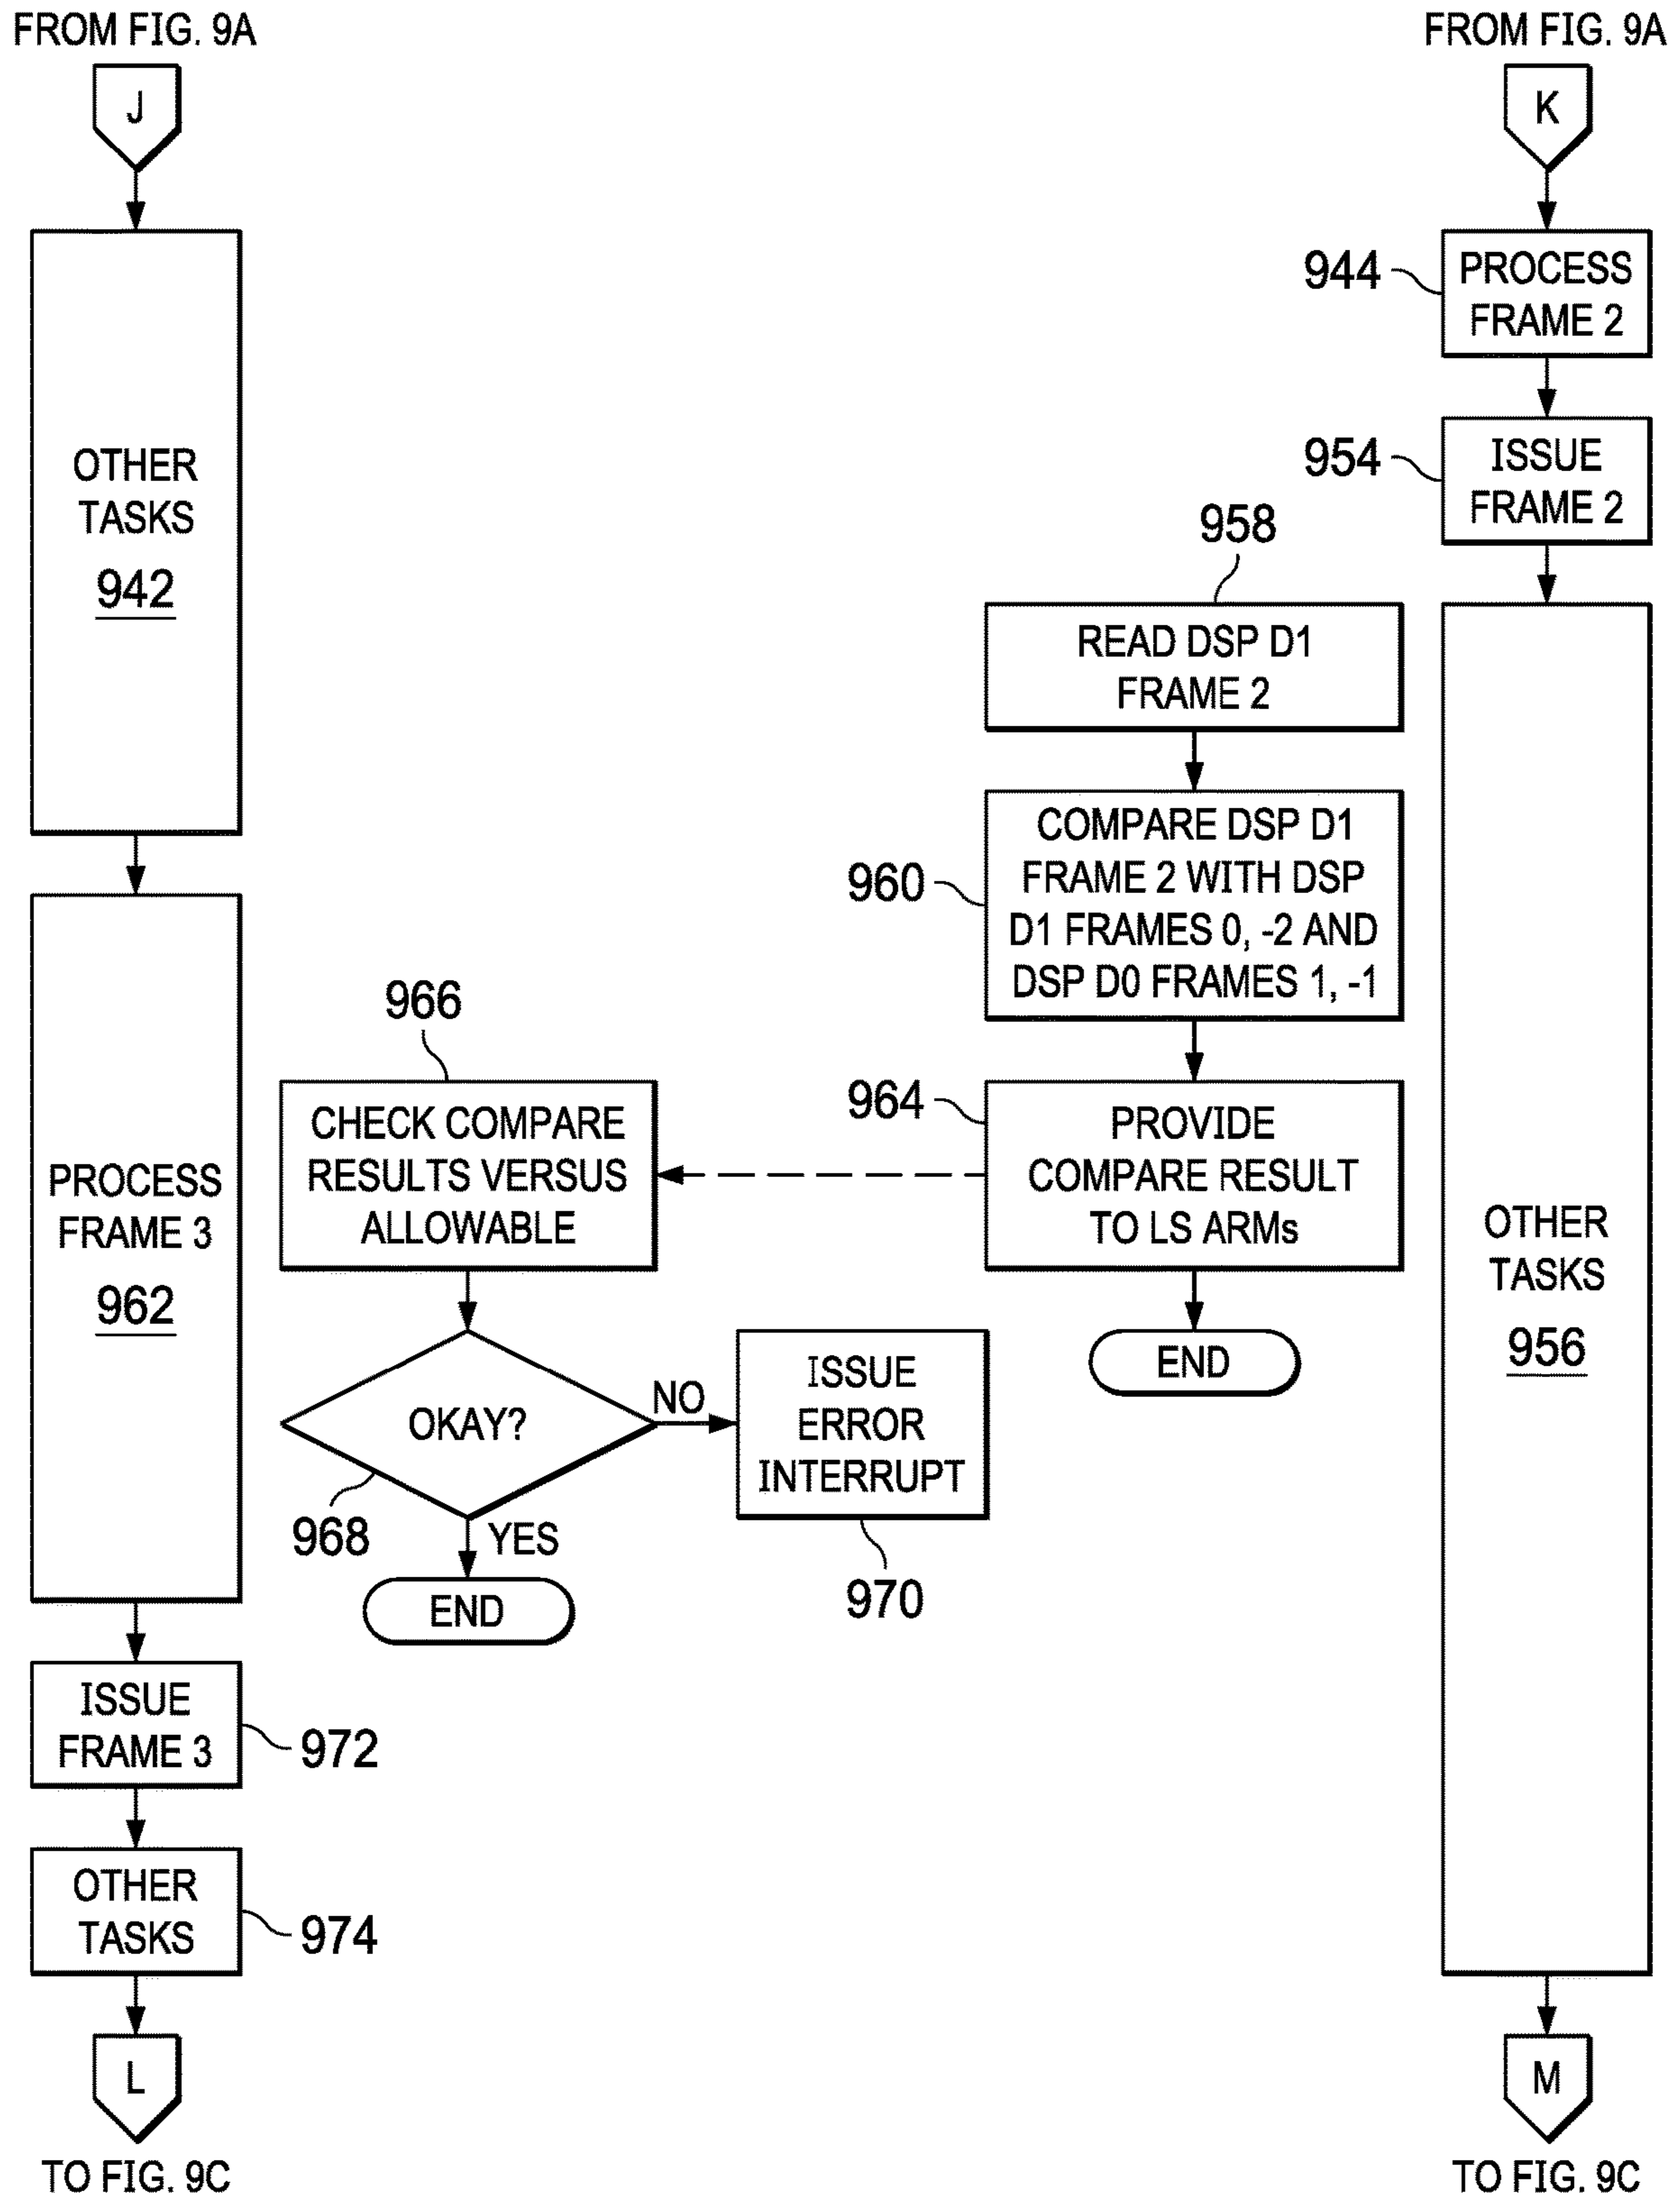 FROM FIG. 9A
J
OTHER
TASKS
942
PROCESS
FRAME 3
962
ISSUE
FRAME 3
972
OTHER
TASKS
974
L
TO FIG. 9C
966
CHECK COMPARE
RESULTS VERSUS
ALLOWABLE
OKAY?
968
NO
YES
END
ISSUE
ERROR
INTERRUPT
970
958
READ DSP D1
FRAME 2
960
COMPARE DSP D1
FRAME 2 WITH DSP
D1 FRAMES 0, -2 AND
DSP D0 FRAMES 1, -1
964
PROVIDE
COMPARE RESULT
TO LS ARMs
END
FROM FIG. 9A
K
944
PROCESS
FRAME 2
954
ISSUE
FRAME 2
OTHER
TASKS
956
M
TO FIG. 9C